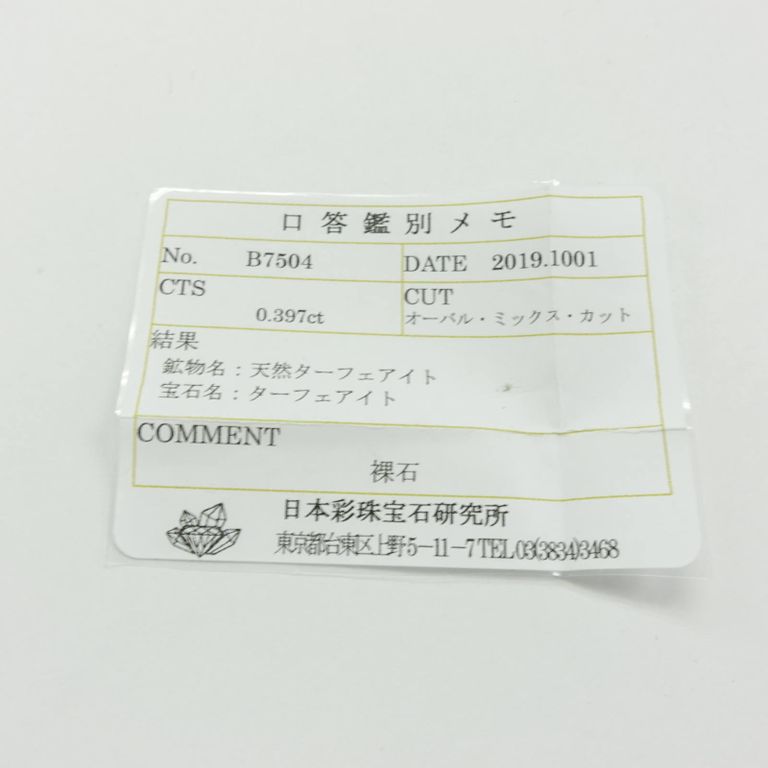 口答鑑別メモ
No. B7504 DATE 2019.1001
CTS CUT
0.397ct オーバル・ミックス・カット
結果
鉱物名：天然ターフェアイト
宝石名：ターフェアイト
COMMENT
裸石
日本彩珠宝石研究所
東京都台東区上野5-11-7 TEL03(3834)3468